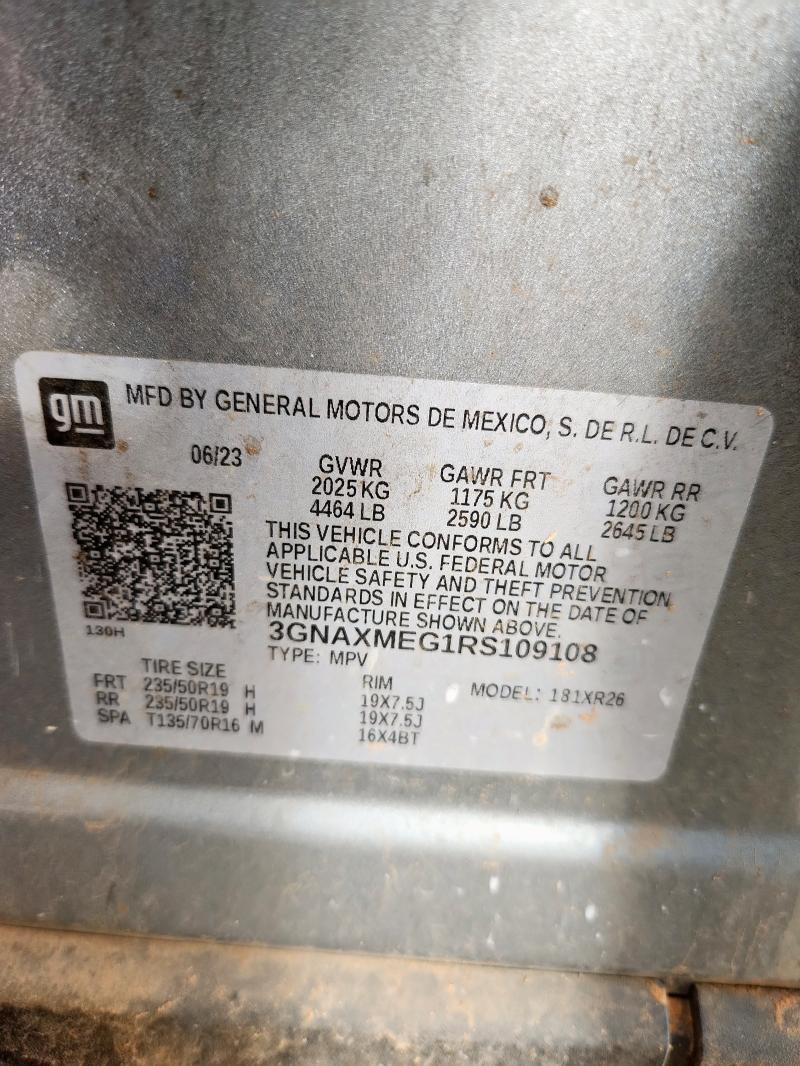 gm
MFD BY GENERAL MOTORS DE MEXICO, S. DE R.L. DE C.V.
06/23
GVWR GAWR FRT GAWR RR
2025 KG 1175 KG 1200 KG
4464 LB 2590 LB 2645 LB
THIS VEHICLE CONFORMS TO ALL
APPLICABLE U.S. FEDERAL MOTOR
VEHICLE SAFETY AND THEFT PREVENTION
STANDARDS IN EFFECT ON THE DATE OF
MANUFACTURE SHOWN ABOVE.
130H
3GNAXMEG1RS109108
TYPE: MPV
MODEL: 181XR26
TIRE SIZE RIM
FRT 235/50R19 H 19X7.5J
RR 235/50R19 H 19X7.5J
SPA T135/70R16 M 16X4BT